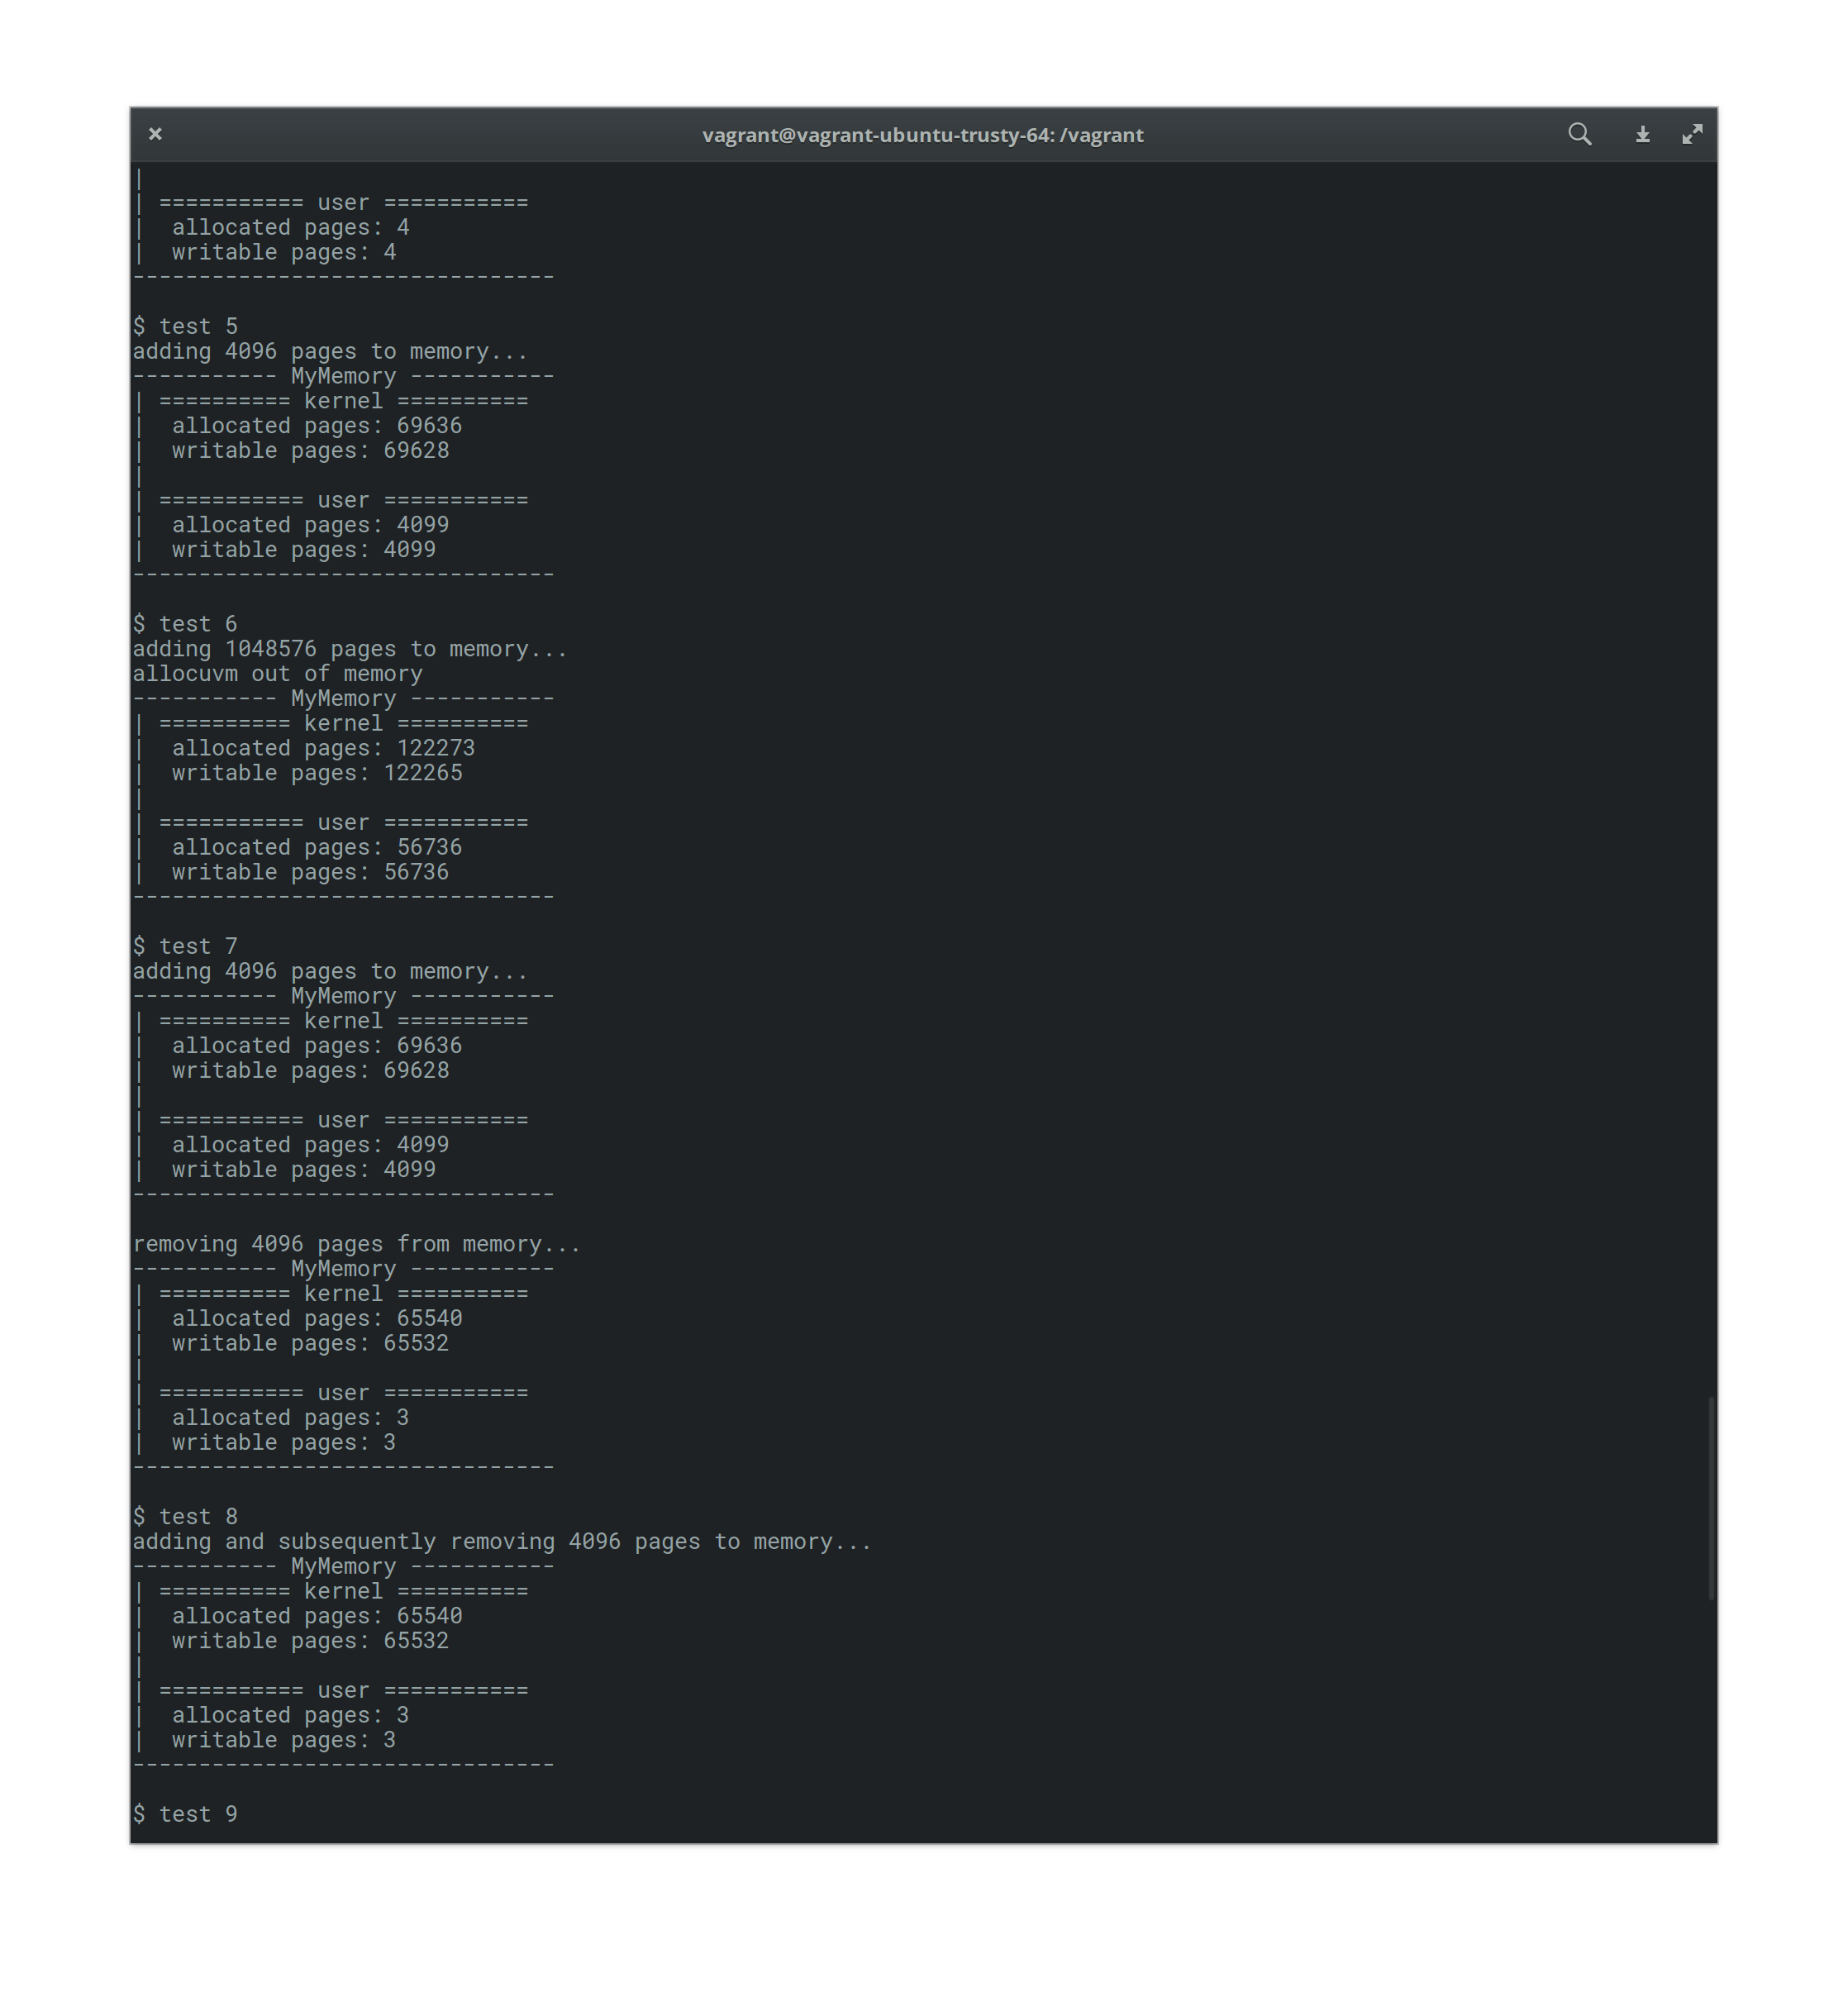 vagrant@vagrant-ubuntu-trusty-64: /vagrant
|
| =========== user ===========
|  allocated pages: 4
|  writable pages: 4
--------------------------------

$ test 5
adding 4096 pages to memory...
----------- MyMemory -----------
| ========== kernel ==========
|  allocated pages: 69636
|  writable pages: 69628
|
| =========== user ===========
|  allocated pages: 4099
|  writable pages: 4099
--------------------------------

$ test 6
adding 1048576 pages to memory...
allocuvm out of memory
----------- MyMemory -----------
| ========== kernel ==========
|  allocated pages: 122273
|  writable pages: 122265
|
| =========== user ===========
|  allocated pages: 56736
|  writable pages: 56736
--------------------------------

$ test 7
adding 4096 pages to memory...
----------- MyMemory -----------
| ========== kernel ==========
|  allocated pages: 69636
|  writable pages: 69628
|
| =========== user ===========
|  allocated pages: 4099
|  writable pages: 4099
--------------------------------

removing 4096 pages from memory...
----------- MyMemory -----------
| ========== kernel ==========
|  allocated pages: 65540
|  writable pages: 65532
|
| =========== user ===========
|  allocated pages: 3
|  writable pages: 3
--------------------------------

$ test 8
adding and subsequently removing 4096 pages to memory...
----------- MyMemory -----------
| ========== kernel ==========
|  allocated pages: 65540
|  writable pages: 65532
|
| =========== user ===========
|  allocated pages: 3
|  writable pages: 3
--------------------------------

$ test 9